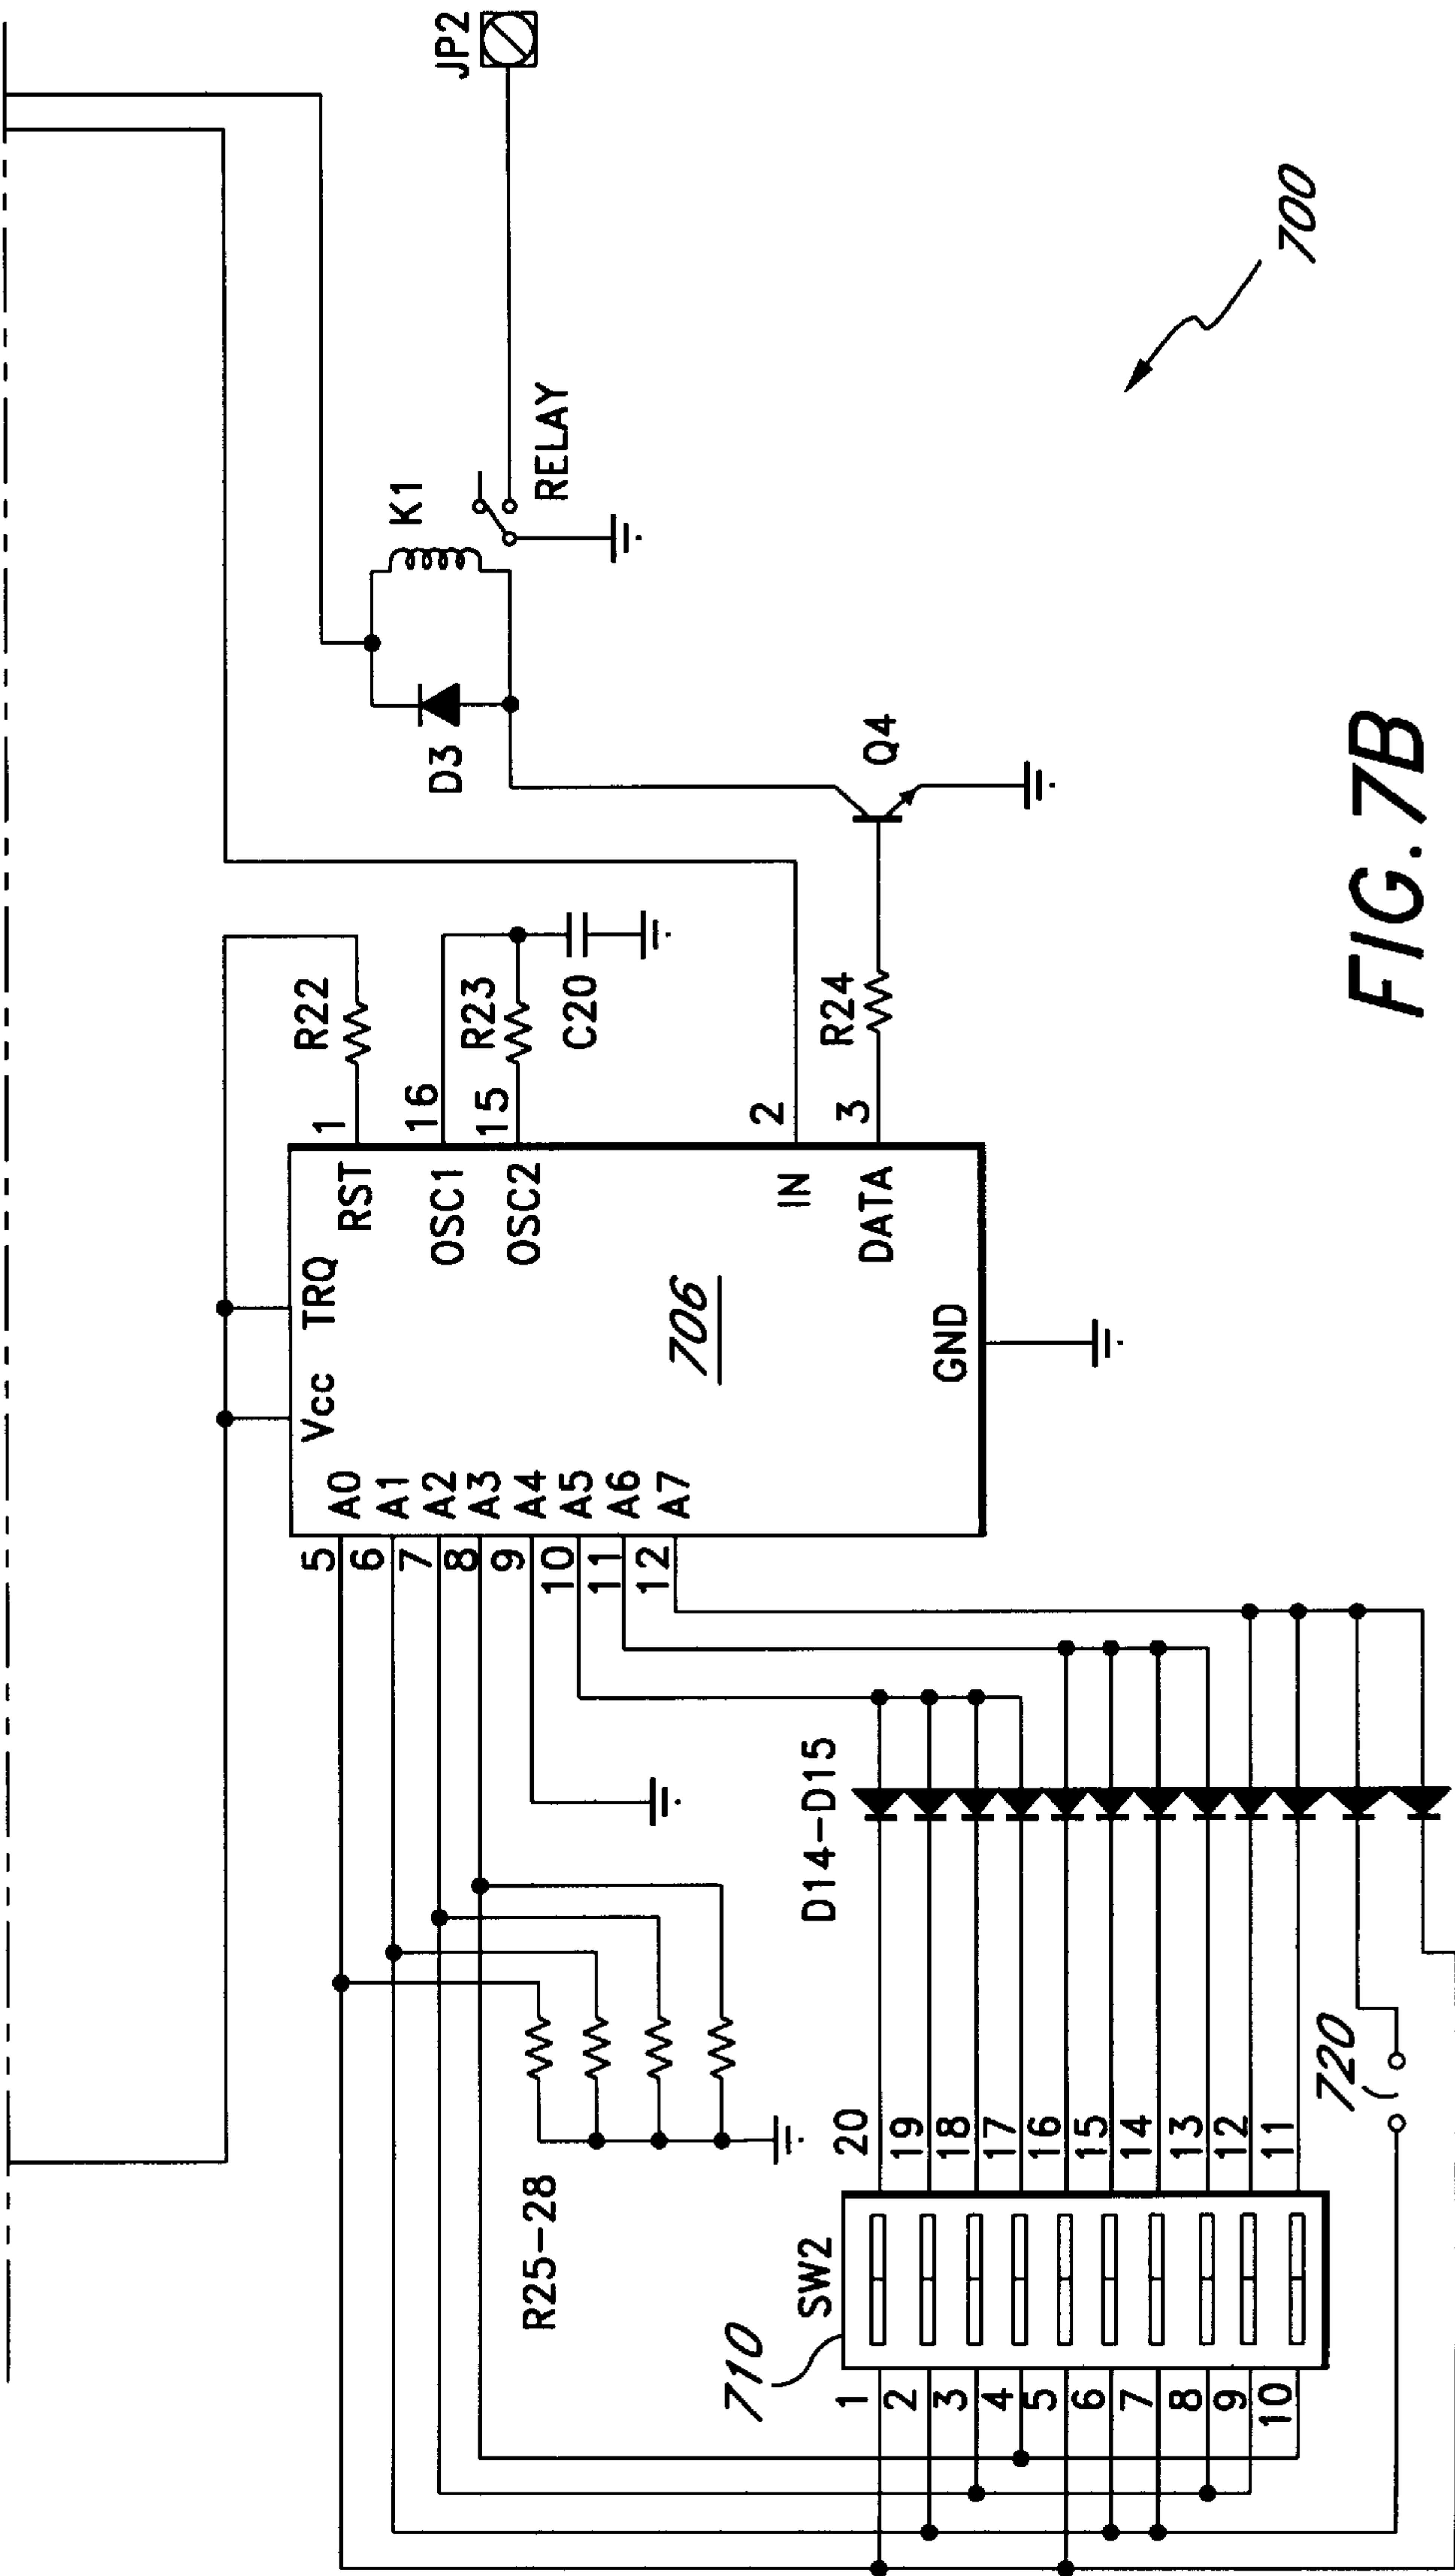 JP2
K1
RELAY
D3
Q4
R22
R23
C20
R24
1
16
15
2
3
Vcc
TRQ
RST
OSC1
OSC2
IN
DATA
GND
706
A0
A1
A2
A3
A4
A5
A6
A7
5
6
7
8
9
10
11
12
R25-28
D14-D15
710
SW2
1
2
3
4
5
6
7
8
9
10
20
19
18
17
16
15
14
13
12
11
720
700
FIG. 7B